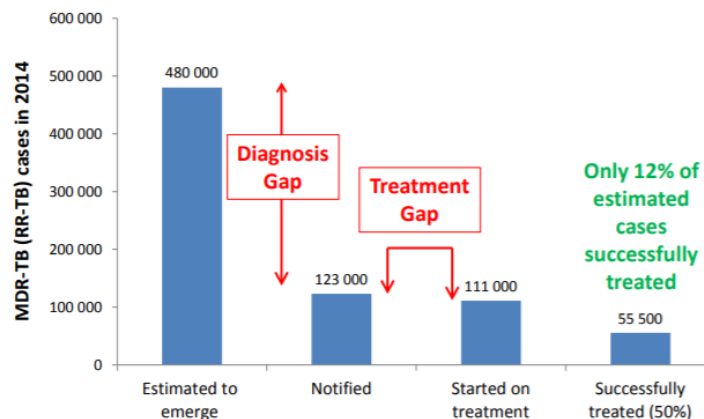 MDR-TB (RR-TB) cases in 2014
600 000
500 000
400 000
300 000
200 000
100 000
0
480 000
123 000
111 000
55 500
Diagnosis
Gap
Treatment
Gap
Only 12% of
estimated
cases
successfully
treated
Estimated to
emerge
Notified
Started on
treatment
Successfully
treated (50%)